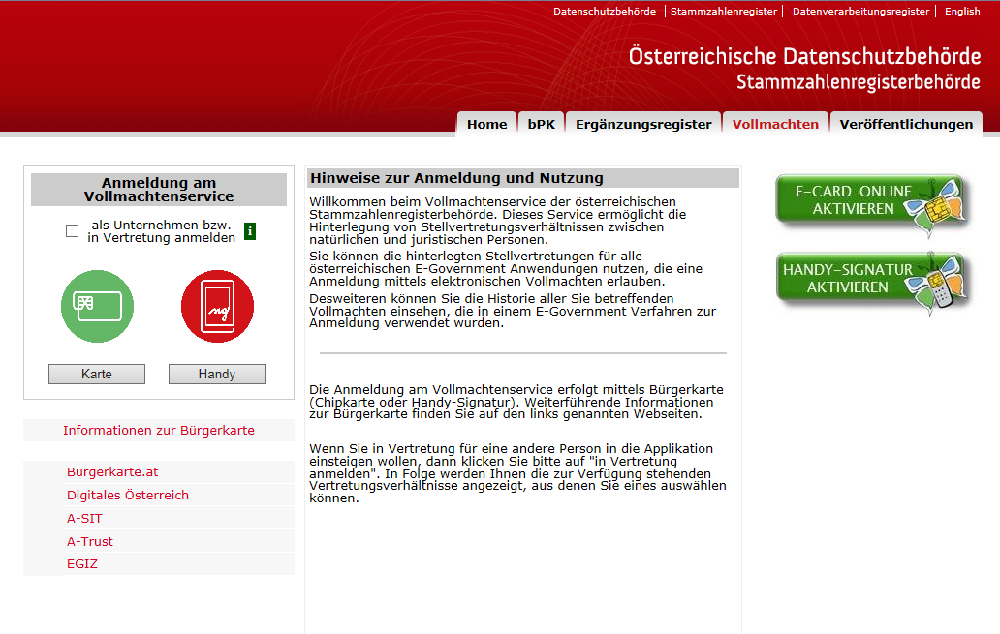 Datenschutzbehörde | Stammzahlenregister | Datenverarbeitungsregister | English
Österreichische Datenschutzbehörde
Stammzahlenregisterbehörde
Home bPK Ergänzungsregister Vollmachten Veröffentlichungen
Anmeldung am
Vollmachtenservice
als Unternehmen bzw.
in Vertretung anmelden i
Karte Handy
Informationen zur Bürgerkarte
Bürgerkarte.at
Digitales Österreich
A-SIT
A-Trust
EGIZ
Hinweise zur Anmeldung und Nutzung
Willkommen beim Vollmachtenservice der österreichischen
Stammzahlenregisterbehörde. Dieses Service ermöglicht die
Hinterlegung von Stellvertretungsverhältnissen zwischen
natürlichen und juristischen Personen.
Sie können die hinterlegten Stellvertretungen für alle
österreichischen E-Government Anwendungen nutzen, die eine
Anmeldung mittels elektronischen Vollmachten erlauben.
Desweiteren können Sie die Historie aller Sie betreffenden
Vollmachten einsehen, die in einem E-Government Verfahren zur
Anmeldung verwendet wurden.
Die Anmeldung am Vollmachtenservice erfolgt mittels Bürgerkarte
(Chipkarte oder Handy-Signatur). Weiterführende Informationen
zur Bürgerkarte finden Sie auf den links genannten Webseiten.
Wenn Sie in Vertretung für eine andere Person in die Applikation
einsteigen wollen, dann klicken Sie bitte auf "in Vertretung
anmelden". In Folge werden Ihnen die zur Verfügung stehenden
Vertretungsverhältnisse angezeigt, aus denen Sie eines auswählen
können.
E-CARD ONLINE
AKTIVIEREN
HANDY-SIGNATUR
AKTIVIEREN